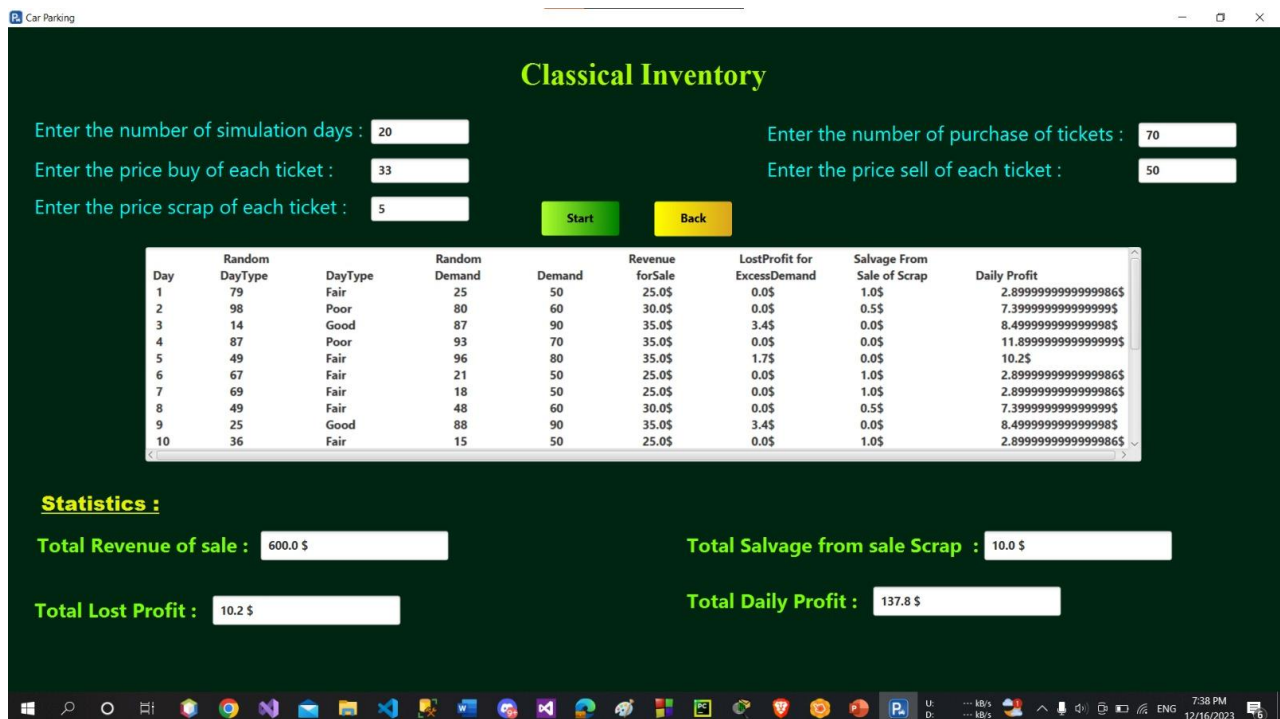 Car Parking
Classical Inventory
Enter the number of simulation days : 20
Enter the number of purchase of tickets : 70
Enter the price buy of each ticket : 33
Enter the price sell of each ticket : 50
Enter the price scrap of each ticket : 5
Start Back
Random Random Revenue LostProfit for Salvage From
Day DayType DayType Demand Demand forSale ExcessDemand Sale of Scrap Daily Profit
1 79 Fair 25 50 25.0$ 0.0$ 1.0$ 2.8999999999999986$
2 98 Poor 80 60 30.0$ 0.0$ 0.5$ 7.399999999999999$
3 14 Good 87 90 35.0$ 3.4$ 0.0$ 8.499999999999998$
4 87 Poor 93 70 35.0$ 0.0$ 0.0$ 11.899999999999999$
5 49 Fair 96 80 35.0$ 1.7$ 0.0$ 10.2$
6 67 Fair 21 50 25.0$ 0.0$ 1.0$ 2.8999999999999986$
7 69 Fair 18 50 25.0$ 0.0$ 1.0$ 2.8999999999999986$
8 49 Fair 48 60 30.0$ 0.0$ 0.5$ 7.399999999999999$
9 25 Good 88 90 35.0$ 3.4$ 0.0$ 8.499999999999998$
10 36 Fair 15 50 25.0$ 0.0$ 1.0$ 2.8999999999999986$
Statistics :
Total Revenue of sale : 600.0 $
Total Salvage from sale Scrap : 10.0 $
Total Lost Profit : 10.2 $
Total Daily Profit : 137.8 $
U: ... kB/s
D: ... kB/s
ENG
7:38 PM
12/16/2023
6